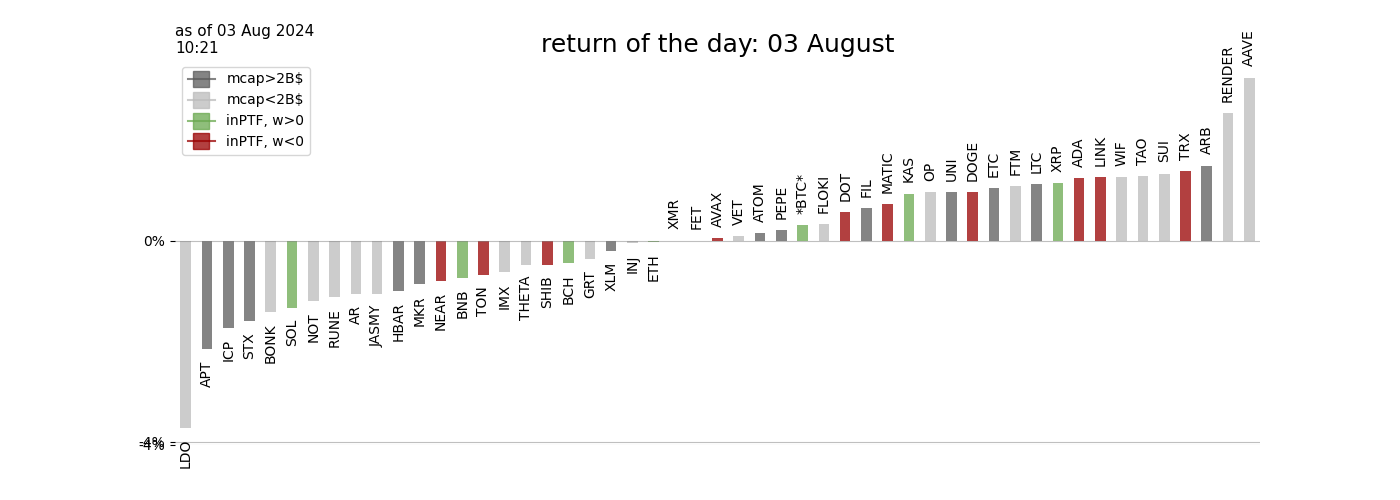 as of 03 Aug 2024
10:21
return of the day: 03 August
mcap>2B$
mcap<2B$
inPTF, w>0
inPTF, w<0
0%
-4%
-4%
LDO
APT
ICP
STX
BONK
SOL
NOT
RUNE
AR
JASMY
HBAR
MKR
NEAR
BNB
TON
IMX
THETA
SHIB
BCH
GRT
XLM
INJ
ETH
XMR
FET
AVAX
VET
ATOM
PEPE
*BTC*
FLOKI
DOT
FIL
MATIC
KAS
OP
UNI
DOGE
ETC
FTM
LTC
XRP
ADA
LINK
WIF
TAO
SUI
TRX
ARB
RENDER
AAVE